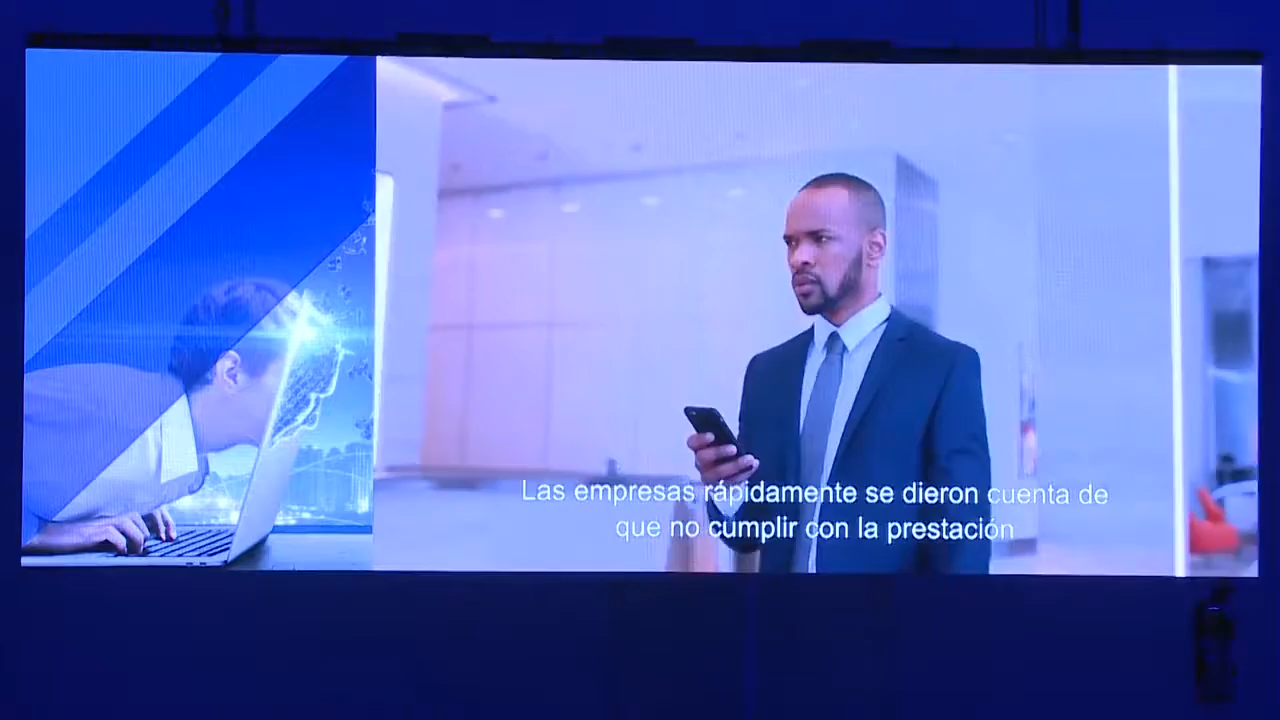 Las empresas rápidamente se dieron cuenta de
que no cumplir con la prestación